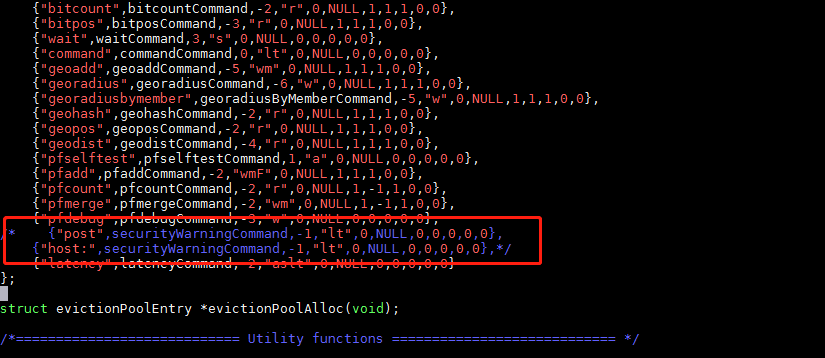 {"bitcount",bitcountCommand,-2,"r",0,NULL,1,1,1,0,0},
{"bitpos",bitposCommand,-3,"r",0,NULL,1,1,1,0,0},
{"wait",waitCommand,3,"s",0,NULL,0,0,0,0,0},
{"command",commandCommand,0,"lt",0,NULL,0,0,0,0,0},
{"geoadd",geoaddCommand,-5,"wm",0,NULL,1,1,1,0,0},
{"georadius",georadiusCommand,-6,"w",0,NULL,1,1,1,0,0},
{"georadiusbymember",georadiusByMemberCommand,-5,"w",0,NULL,1,1,1,0,0},
{"geohash",geohashCommand,-2,"r",0,NULL,1,1,1,0,0},
{"geopos",geoposCommand,-2,"r",0,NULL,1,1,1,0,0},
{"geodist",geodistCommand,-4,"r",0,NULL,1,1,1,0,0},
{"pfselftest",pfselftestCommand,1,"a",0,NULL,0,0,0,0,0},
{"pfadd",pfaddCommand,-2,"wmF",0,NULL,1,1,1,0,0},
{"pfcount",pfcountCommand,-2,"r",0,NULL,1,-1,1,0,0},
{"pfmerge",pfmergeCommand,-2,"wm",0,NULL,1,-1,1,0,0},
{"pfdebug",pfdebugCommand,-3,"w",0,NULL,0,0,0,0,0},
/* {"post",securityWarningCommand,-1,"lt",0,NULL,0,0,0,0,0},
{"host:",securityWarningCommand,-1,"lt",0,NULL,0,0,0,0,0},*/
{"latency",latencyCommand,-2,"aslt",0,NULL,0,0,0,0,0}
};
struct evictionPoolEntry *evictionPoolAlloc(void);
/*============================ Utility functions ============================ */